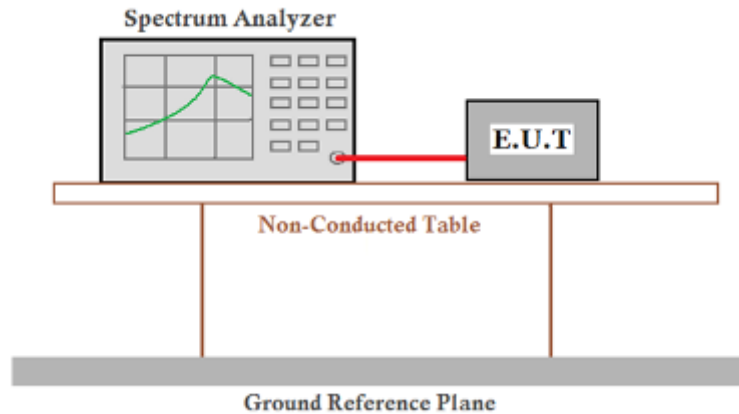 Spectrum Analyzer
E.U.T
Non-Conducted Table
Ground Reference Plane